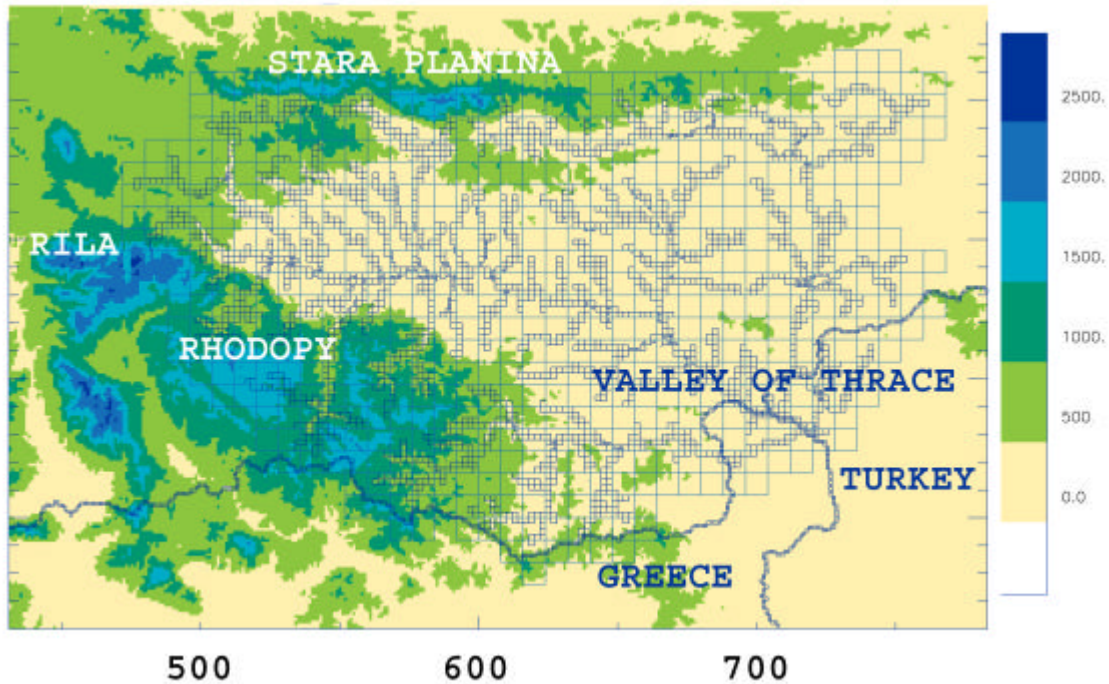 STARA PLANINA
2500.
2000.
RILA
1500.
RHODOPY
1000.
VALLEY OF THRACE
500.
TURKEY
0.0
GREECE
500 600 700